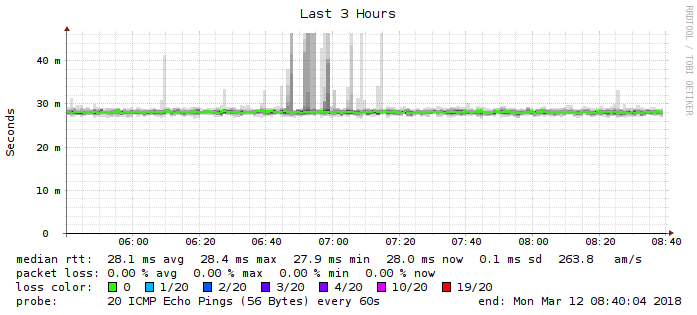 Last 3 Hours
RRDTOOL / TOBI OETIKER
Seconds
40 m
30 m
20 m
10 m
0
06:00 06:20 06:40 07:00 07:20 07:40 08:00 08:20 08:40
median rtt: 28.1 ms avg 28.4 ms max 27.9 ms min 28.0 ms now 0.1 ms sd 263.8 am/s
packet loss: 0.00 % avg 0.00 % max 0.00 % min 0.00 % now
loss color: 0 1/20 2/20 3/20 4/20 10/20 19/20
probe: 20 ICMP Echo Pings (56 Bytes) every 60s end: Mon Mar 12 08:40:04 2018